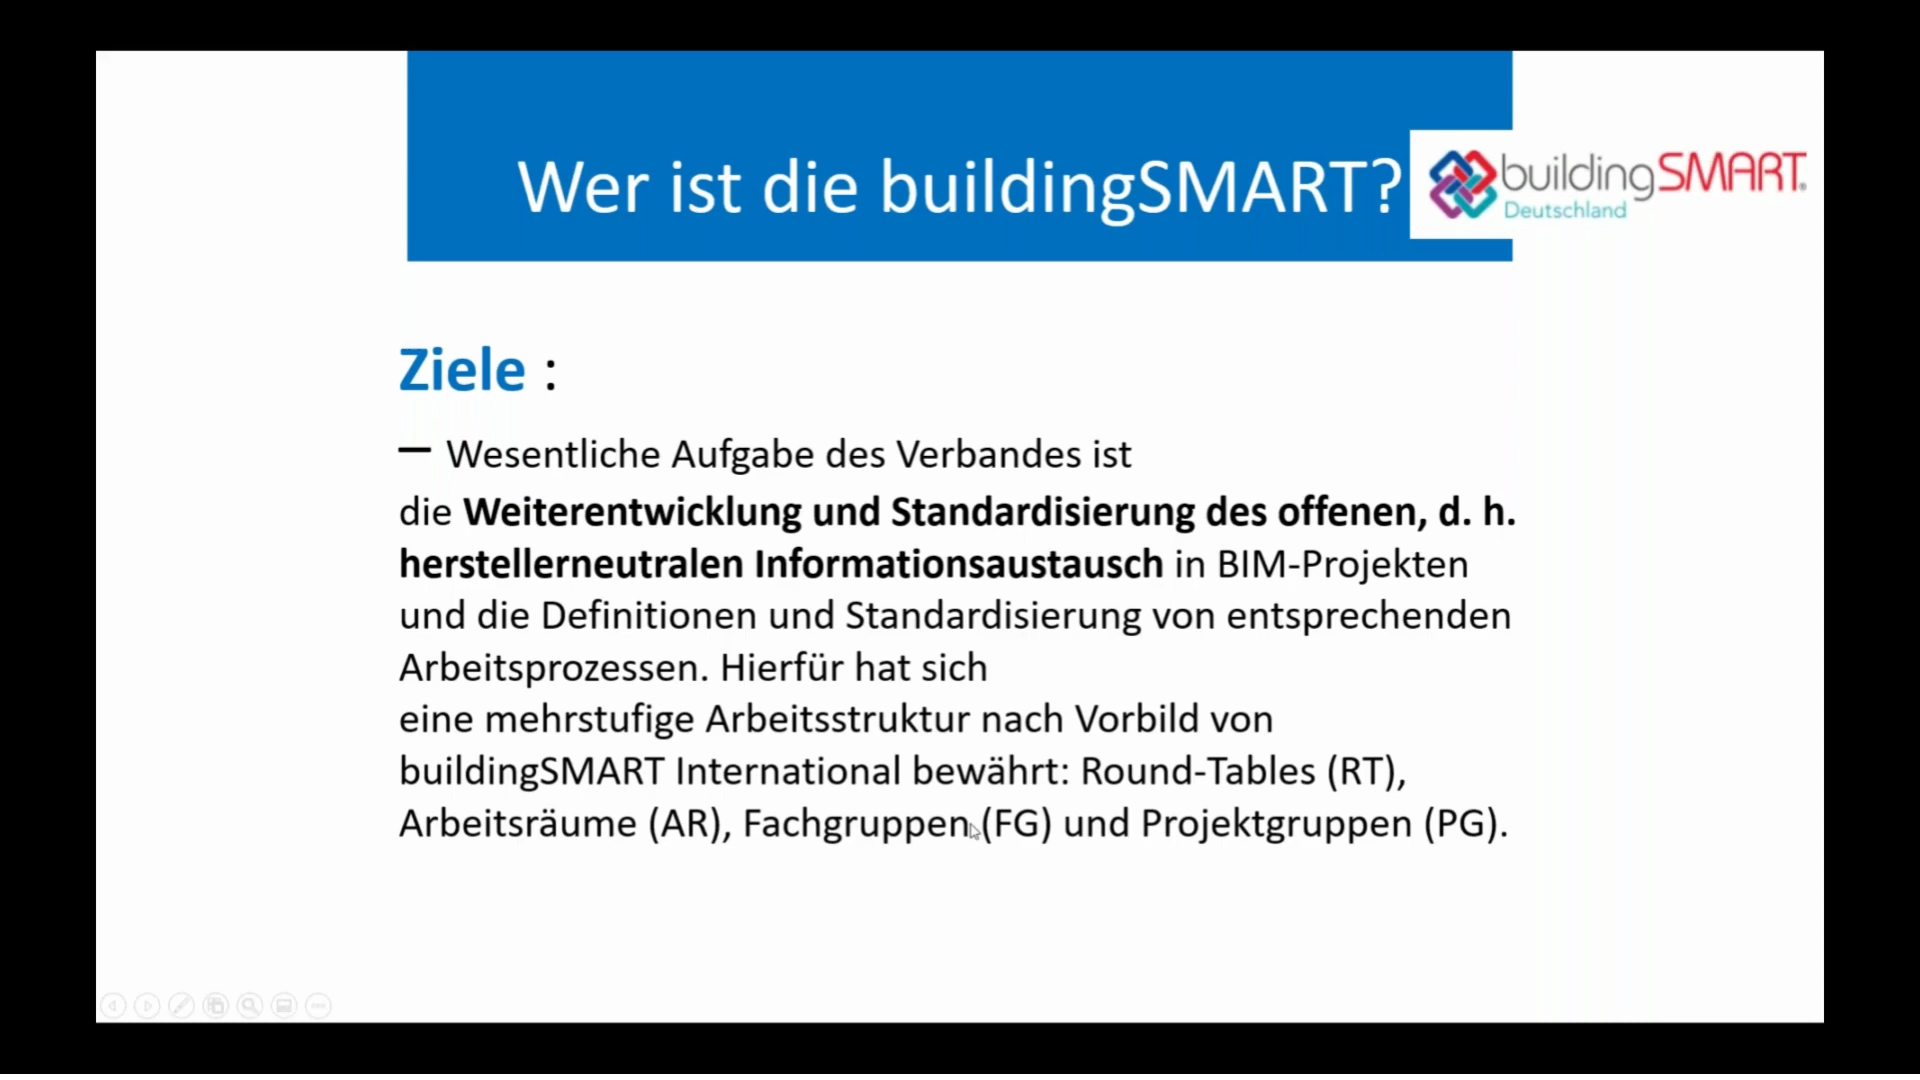 Wer ist die buildingSMART?
buildingSMART®
Deutschland
Ziele :
— Wesentliche Aufgabe des Verbandes ist
die Weiterentwicklung und Standardisierung des offenen, d. h.
herstellerneutralen Informationsaustausch in BIM-Projekten
und die Definitionen und Standardisierung von entsprechenden
Arbeitsprozessen. Hierfür hat sich
eine mehrstufige Arbeitsstruktur nach Vorbild von
buildingSMART International bewährt: Round-Tables (RT),
Arbeitsräume (AR), Fachgruppen (FG) und Projektgruppen (PG).